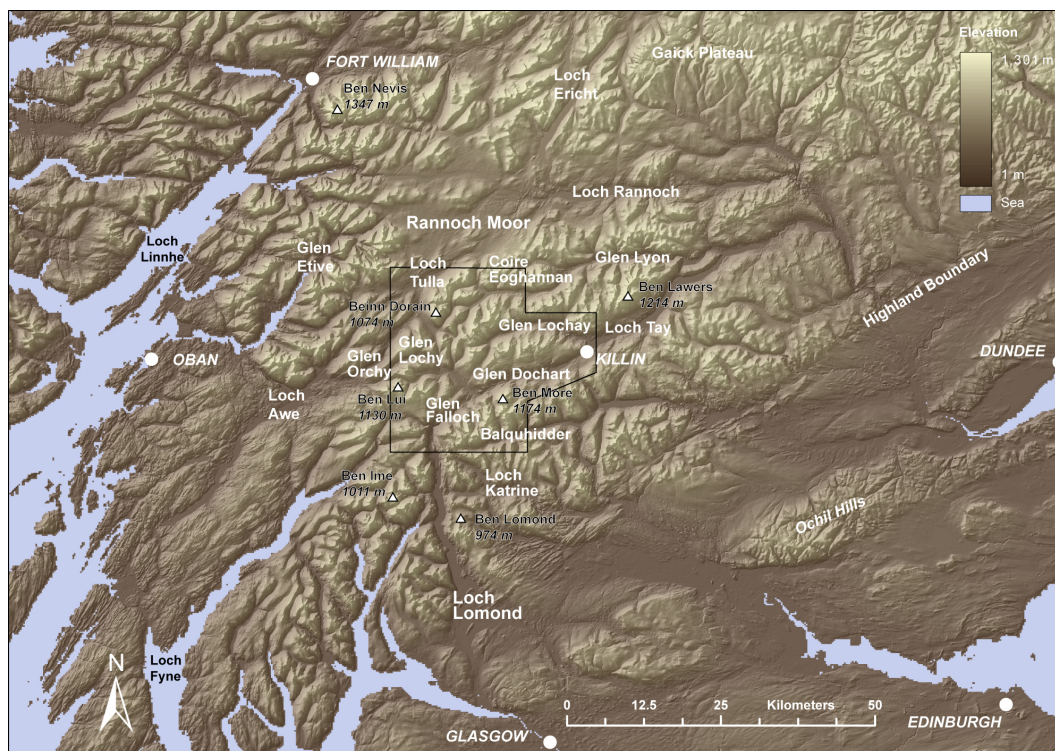 Elevation
1,301 m
1 m
Sea
Gaick Plateau
FORT WILLIAM
Ben Nevis
1347 m
Loch
Ericht
Loch Rannoch
Rannoch Moor
Loch
Linnhe
Glen
Etive
Loch
Tulla
Coire
Eoghannan
Glen Lyon
Ben Lawers
1214 m
Highland Boundary
Beinn Dorain
1074 m
Glen Lochay
Loch Tay
OBAN
Glen
Orchy
Glen
Lochy
KILLIN
DUNDEE
Glen Dochart
Loch
Awe
Ben Lui
1130 m
Glen
Falloch
Ben More
1174 m
Balquhidder
Ben Ime
1011 m
Loch
Katrine
Ben Lomond
974 m
Ochil Hills
Loch
Lomond
N
Loch
Fyne
0
12.5
25
Kilometers
50
GLASGOW
EDINBURGH